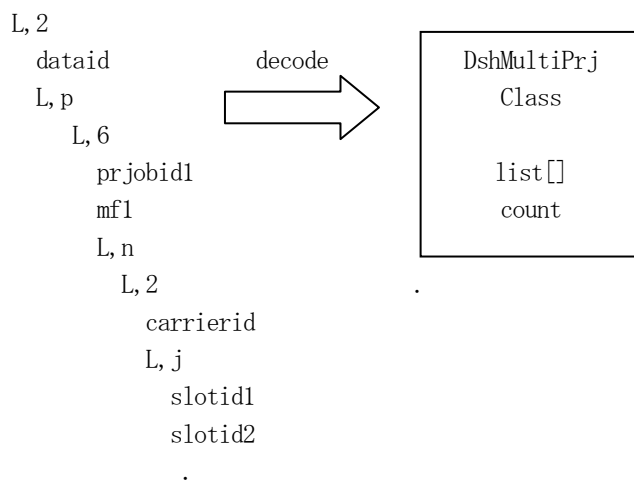 L,2
dataid
L,p
L,6
prjobid1
mf1
L,n
L,2
carrierid
L,j
slotid1
slotid2
.
decode
DshMultiPrj
Class
list[]
count
.